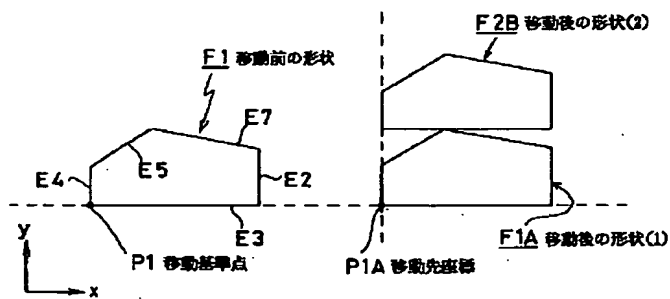 F2B 移動後の形状(2)
F1 移動前の形状
E7
E5
E4
E2
E3
F1A 移動後の形状(1)
P1 移動基準点
P1A 移動先座標
y
x